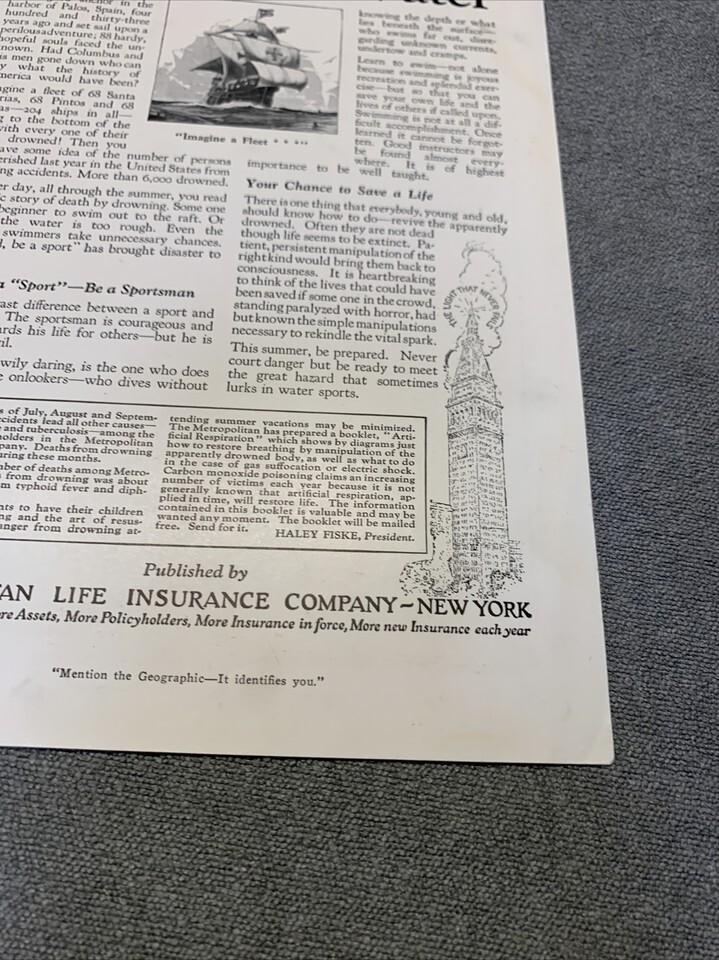 harbor of Palos, Spain, four
hundred and thirty-three
years ago and set sail upon a
perilous adventure; 88 hardy,
hopeful souls faced the un-
nown. Had Columbus and
is men gone down who can
y what the history of
merica would have been?
agine a fleet of 68 Santa
rias, 68 Pintos and 68
as—204 ships in all—
g to the bottom of the
with every one of their
drowned! Then you
ave some idea of the number of persons
erished last year in the United States from
ng accidents. More than 6,000 drowned.
er day, all through the summer, you read
c story of death by drowning. Some one
beginner to swim out to the raft. Or
the water is too rough. Even the
swimmers take unnecessary chances.
l, be a sport" has brought disaster to
a "Sport"—Be a Sportsman
ast difference between a sport and
The sportsman is courageous and
rds his life for others—but he is
il.
wily daring, is the one who does
e onlookers—who dives without
"Imagine a Fleet * * *"
knowing the depth or what
lies beneath the surface—
who swims far out, disre-
garding unknown currents,
undertow and cramps.
Learn to swim—not alone
because swimming is joyous
recreation and splendid exer-
cise—but so that you can
save your own life and the
lives of others if called upon.
Swimming is not at all a dif-
ficult accomplishment. Once
learned it cannot be forgot-
ten. Good instructors may
be found almost every-
where. It is of highest
importance to be well taught.
Your Chance to Save a Life
There is one thing that everybody, young and old,
should know how to do—revive the apparently
drowned. Often they are not dead
though life seems to be extinct. Pa-
tient, persistent manipulation of the
right kind would bring them back to
consciousness. It is heartbreaking
to think of the lives that could have
been saved if some one in the crowd,
standing paralyzed with horror, had
but known the simple manipulations
necessary to rekindle the vital spark.
This summer, be prepared. Never
court danger but be ready to meet
the great hazard that sometimes
lurks in water sports.
THE LIGHT THAT NEVER FAILS
s of July, August and Septem-
cidents lead all other causes—
e and tuberculosis—among the
holders in the Metropolitan
pany. Deaths from drowning
uring these months.
mber of deaths among Metro-
s from drowning was about
m typhoid fever and diph-
nts to have their children
ng and the art of resus-
anger from drowning at-
tending summer vacations may be minimized.
The Metropolitan has prepared a booklet, "Arti-
ficial Respiration" which shows by diagrams just
how to restore breathing by manipulation of the
apparently drowned body, as well as what to do
in the case of gas suffocation or electric shock.
Carbon monoxide poisoning claims an increasing
number of victims each year because it is not
generally known that artificial respiration, ap-
plied in time, will restore life. The information
contained in this booklet is valuable and may be
wanted any moment. The booklet will be mailed
free. Send for it.
HALEY FISKE, President.
Published by
TAN LIFE INSURANCE COMPANY~NEW YORK
re Assets, More Policyholders, More Insurance in force, More new Insurance each year
"Mention the Geographic—It identifies you."